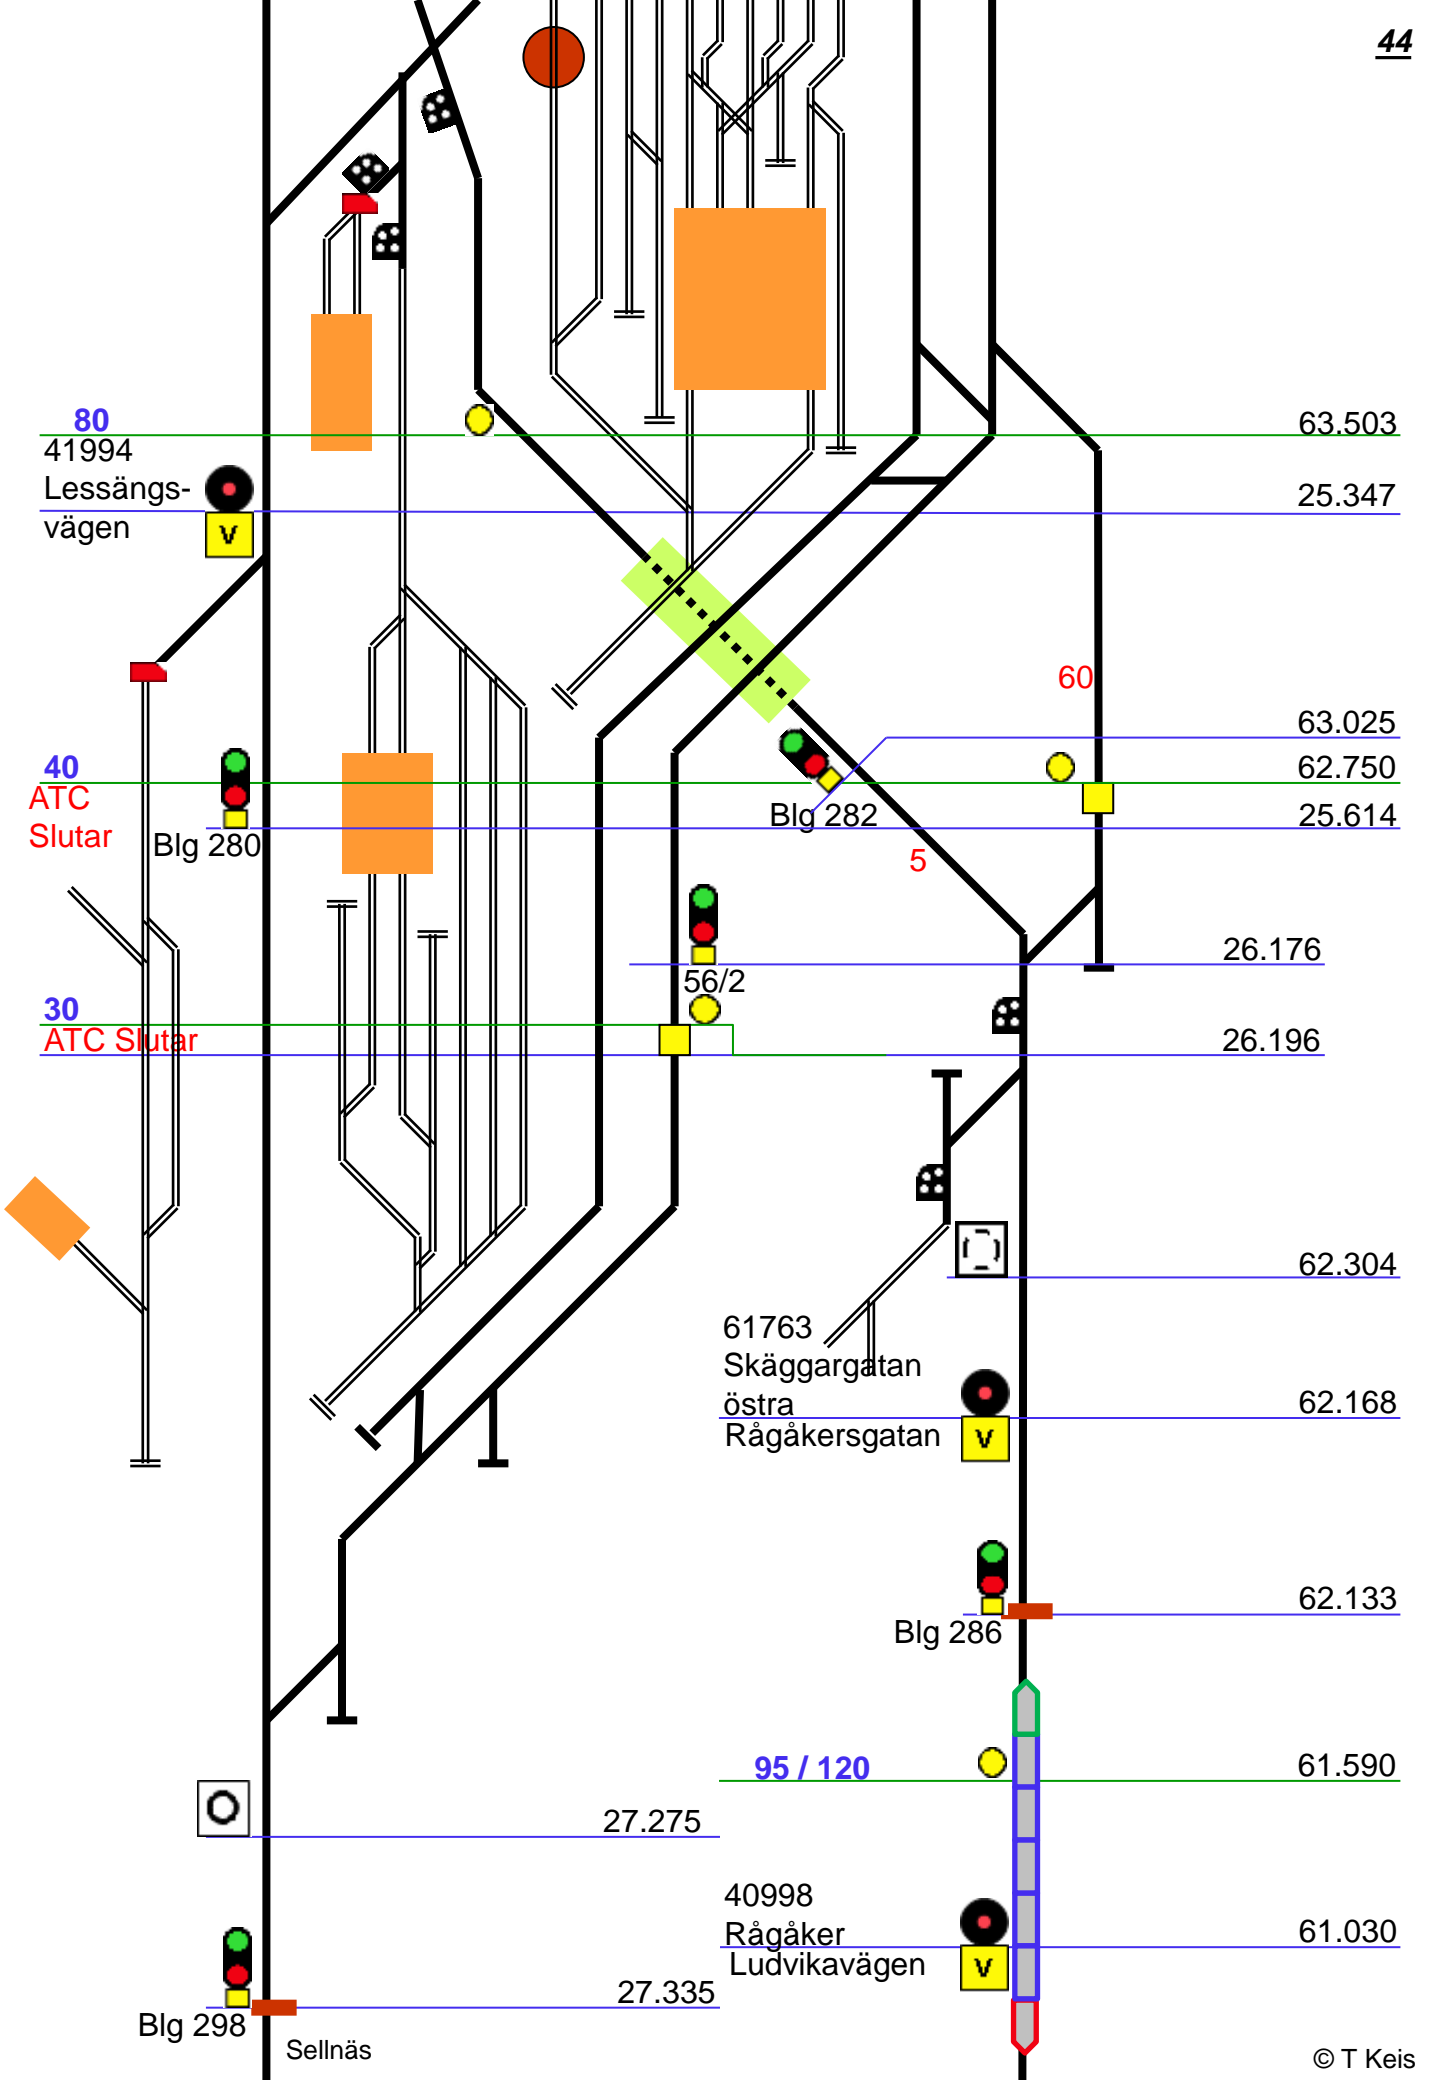 44
80
63.503
41994
Lessängs-
vägen
25.347
V
60
63.025
40
62.750
ATC
Slutar
Blg 282
25.614
Blg 280
5
26.176
56/2
30
ATC Slutar
26.196
62.304
61763
Skäggargatan
östra
62.168
Rågåkersgatan
V
62.133
Blg 286
95 / 120
61.590
27.275
40998
Rågåker
61.030
Ludvikavägen
V
27.335
Blg 298
Sellnäs
© T Keis